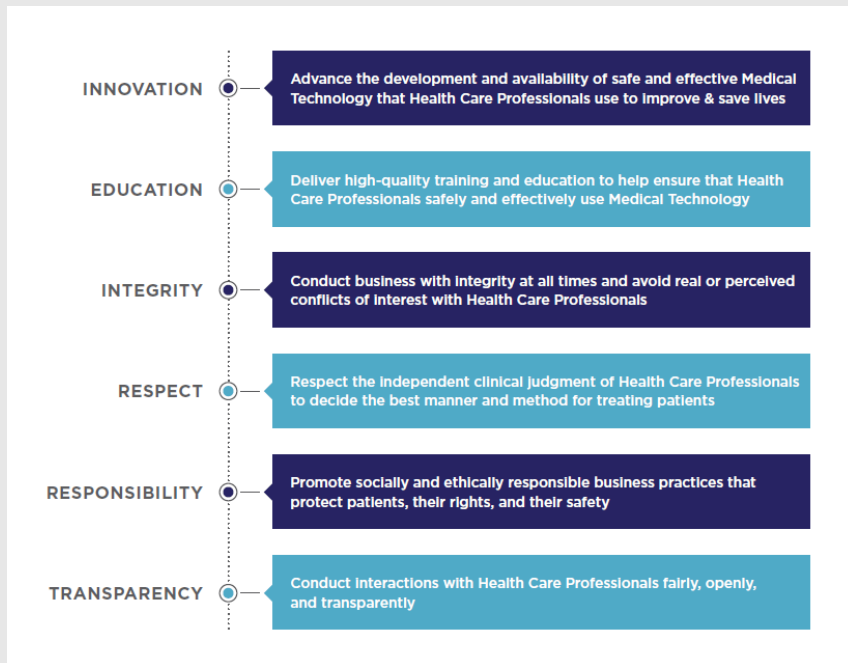 INNOVATION
Advance the development and availability of safe and effective Medical
Technology that Health Care Professionals use to improve & save lives
EDUCATION
Deliver high-quality training and education to help ensure that Health
Care Professionals safely and effectively use Medical Technology
INTEGRITY
Conduct business with integrity at all times and avoid real or perceived
conflicts of interest with Health Care Professionals
RESPECT
Respect the independent clinical judgment of Health Care Professionals
to decide the best manner and method for treating patients
RESPONSIBILITY
Promote socially and ethically responsible business practices that
protect patients, their rights, and their safety
TRANSPARENCY
Conduct interactions with Health Care Professionals fairly, openly,
and transparently